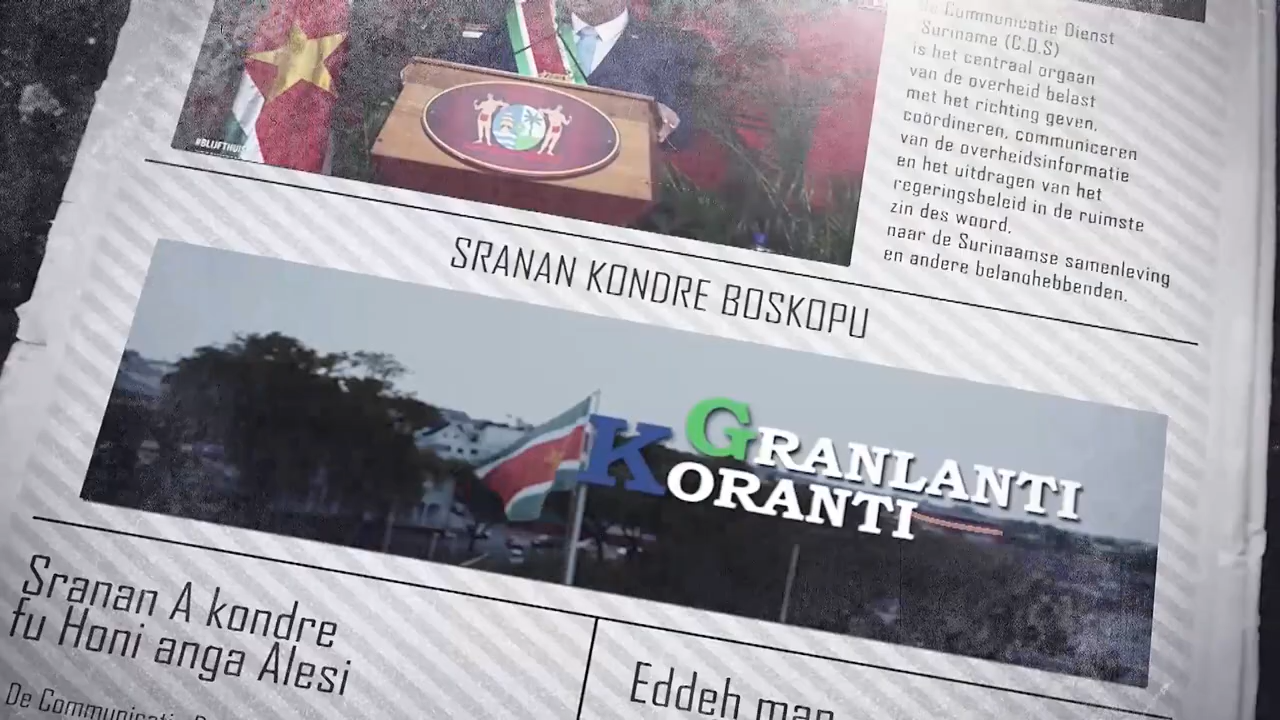 #BLIJFTHUIS
De Communicatie Dienst
Suriname (C.D.S)
is het centraal orgaan
van de overheid belast
met het richting geven,
coördineren, communiceren
van de overheidsinformatie
en het uitdragen van het
regeringsbeleid in de ruimste
zin des woord.
naar de Surinaamse samenleving
en andere belanghebbenden.
SRANAN KONDRE BOSKOPU
GRANLANTI
KORANTI
Sranan A kondre
fu Honi anga Alesi
De
Eddeh man